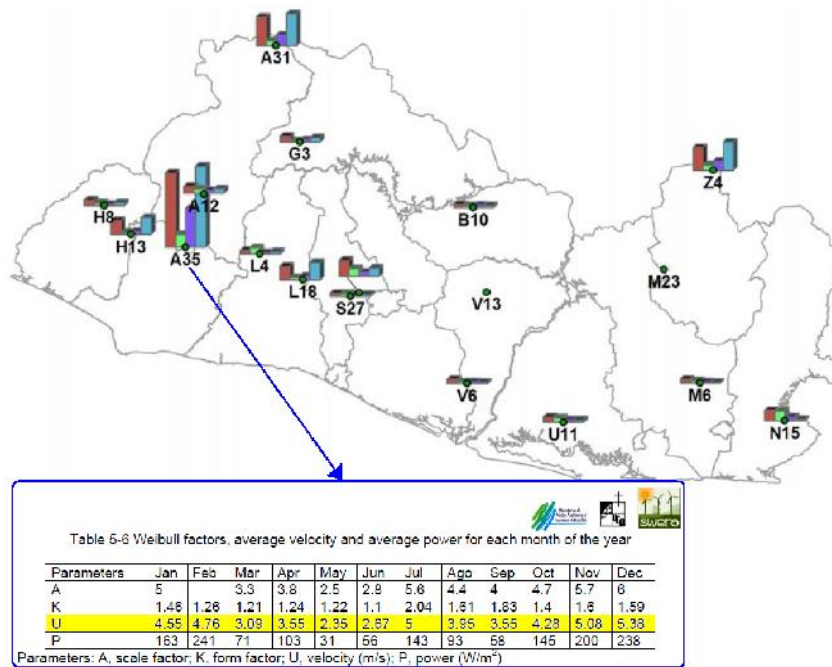 A31
G3
Z4
H8
A12
B10
H13
A35
L4
M23
L18
S27
V13
V6
M6
U11
N15
swera
Table 5-6 Weibull factors, average velocity and average power for each month of the year
Parameters Jan Feb Mar Apr May Jun Jul Ago Sep Oct Nov Dec
A 5 3.3 3.8 2.5 2.8 5.6 4.4 4 4.7 5.7 6
K 1.46 1.26 1.21 1.24 1.22 1.1 2.04 1.61 1.83 1.4 1.6 1.59
U 4.55 4.76 3.09 3.55 2.35 2.67 5 3.95 3.55 4.28 5.08 5.38
P 163 241 71 103 31 56 143 93 58 145 200 238
Parameters: A, scale factor; K, form factor; U, velocity (m/s); P, power (W/m²)